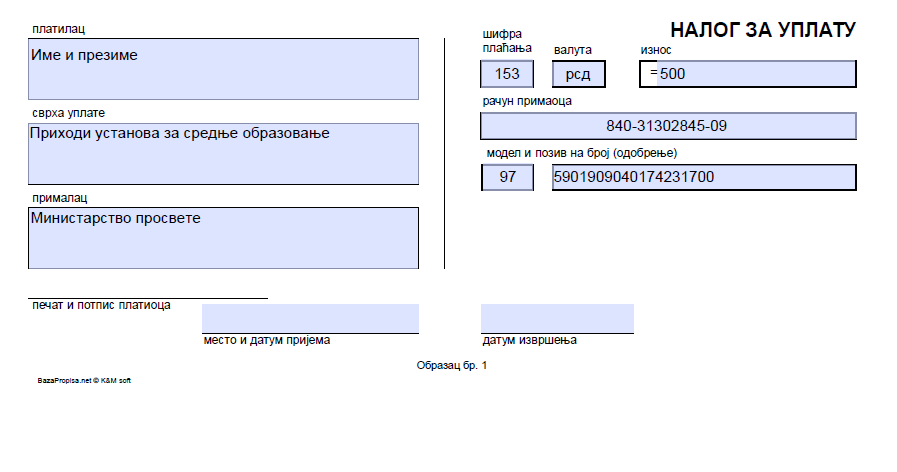 НАЛОГ ЗА УПЛАТУ
платилац
Име и презиме
сврха уплате
Приходи установа за средње образовање
прималац
Министарство просвете
печат и потпис платиоца
место и датум пријема
шифра
плаћања
валута
износ
153
рсд
=500
рачун примаоца
840-31302845-09
модел и позив на број (одобрење)
97
5901909040174231700
датум извршења
Образац бр. 1
BazaPropisa.net © K&M soft